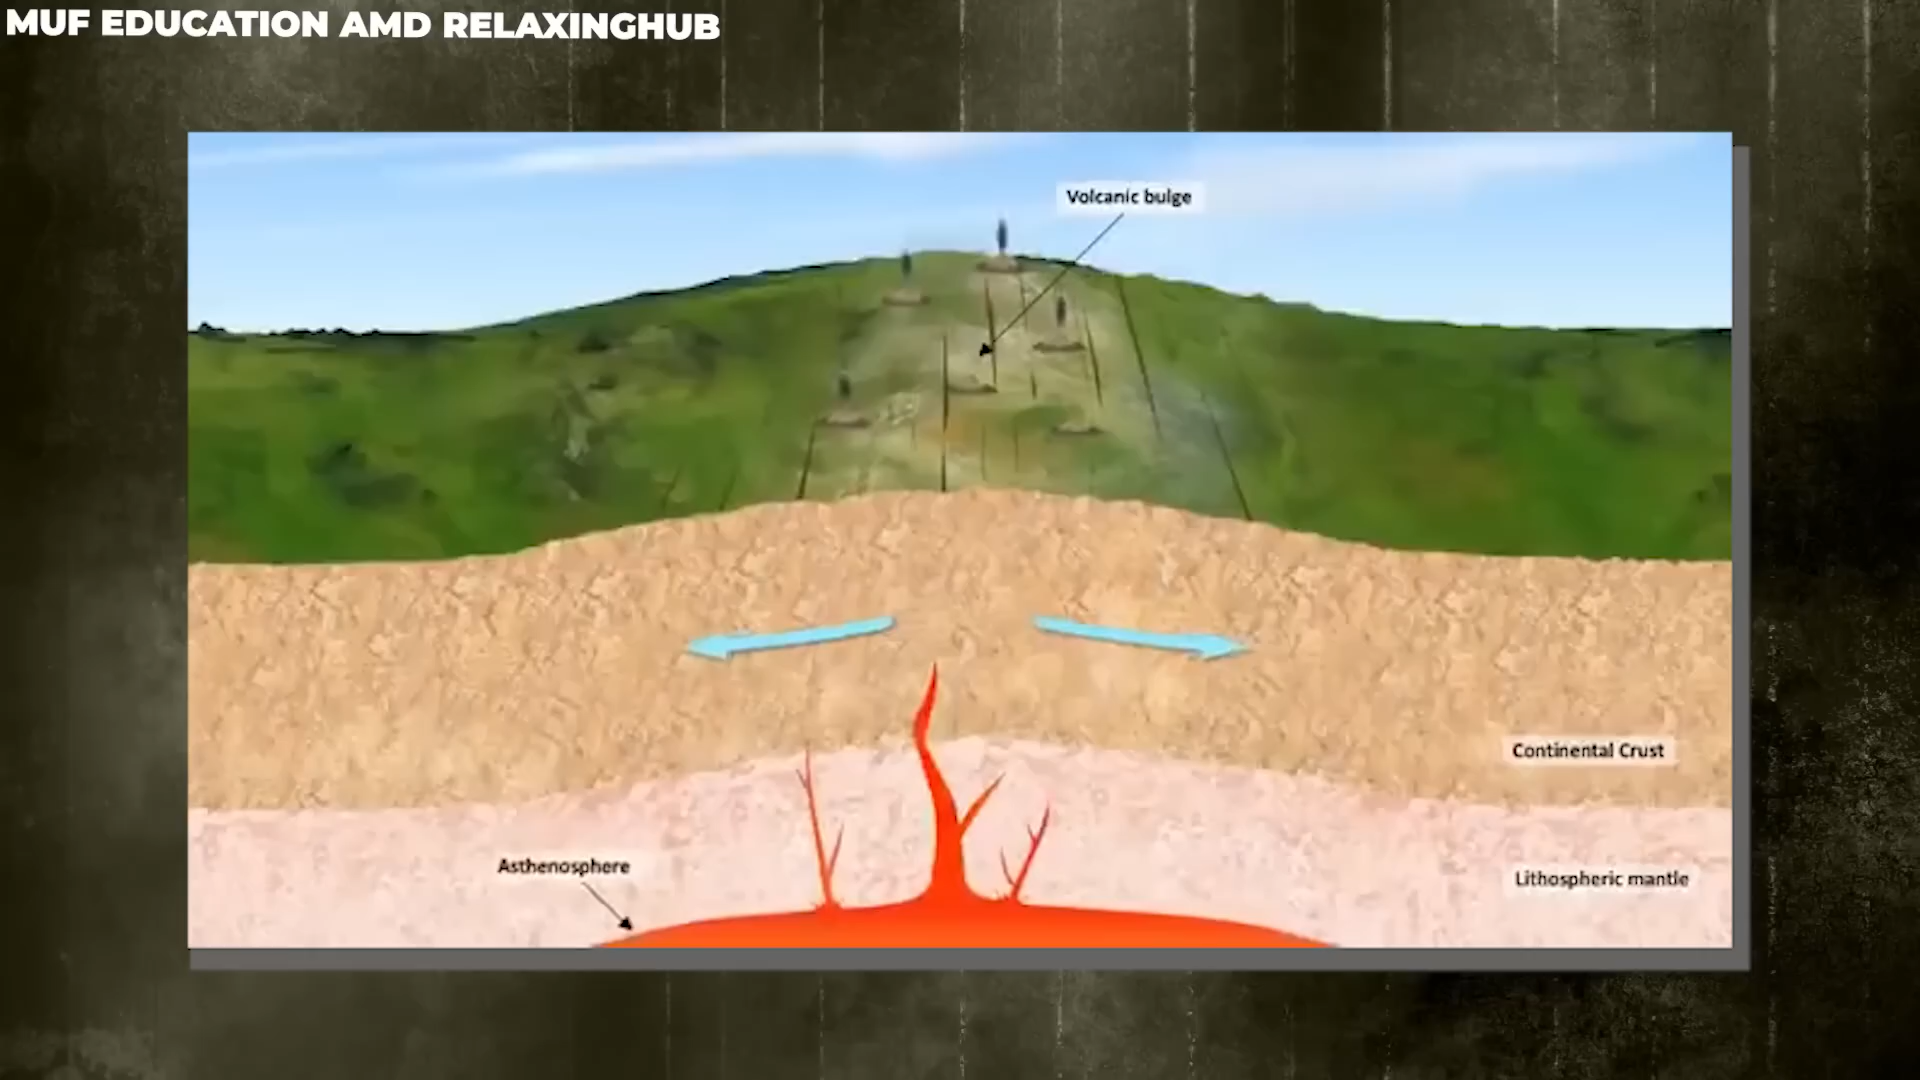 MUF EDUCATION AMD RELAXINGHUB
Volcanic bulge
Continental Crust
Asthenosphere
Lithospheric mantle